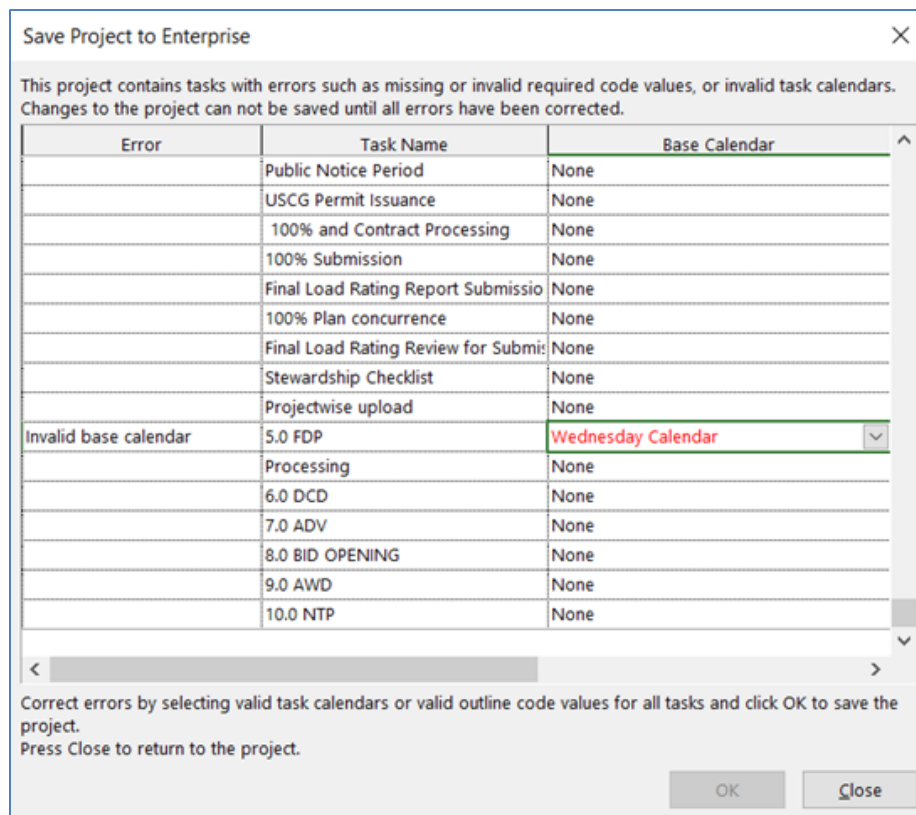 Save Project to Enterprise
This project contains tasks with errors such as missing or invalid required code values, or invalid task calendars.
Changes to the project can not be saved until all errors have been corrected.
Error Task Name Base Calendar
Public Notice Period None
USCG Permit Issuance None
100% and Contract Processing None
100% Submission None
Final Load Rating Report Submissio None
100% Plan concurrence None
Final Load Rating Review for Submis None
Stewardship Checklist None
Projectwise upload None
Invalid base calendar 5.0 FDP Wednesday Calendar
Processing None
6.0 DCD None
7.0 ADV None
8.0 BID OPENING None
9.0 AWD None
10.0 NTP None
Correct errors by selecting valid task calendars or valid outline code values for all tasks and click OK to save the
project.
Press Close to return to the project.
OK Close